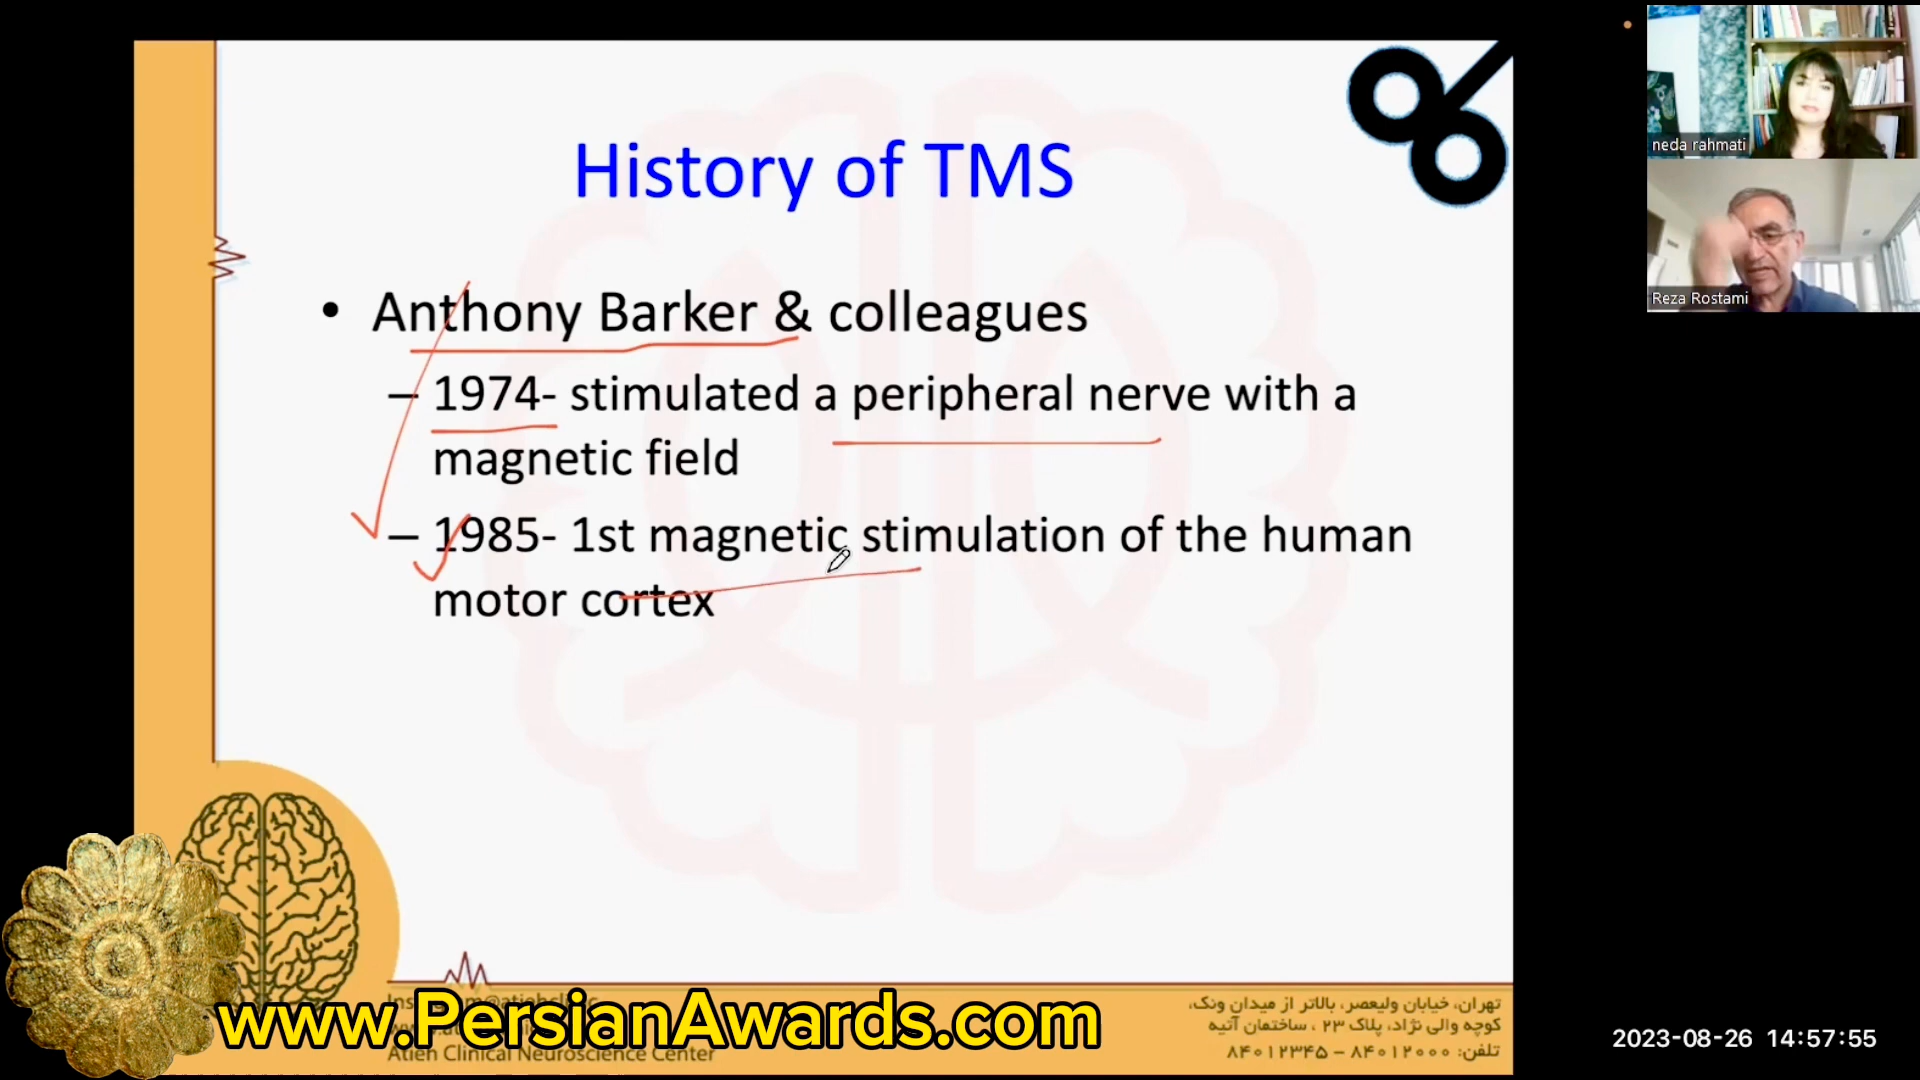 neda rahmati
Reza Rostami
History of TMS
• Anthony Barker & colleagues
– 1974- stimulated a peripheral nerve with a
magnetic field
– 1985- 1st magnetic stimulation of the human
motor cortex
www.PersianAwards.com
Atieh Clinical Neuroscience Center
تهران، خیابان ولیعصر، بالاتر از میدان ونک،
کوچه والی نژاد، پلاک ۲۳ ، ساختمان آتیه
تلفن: ۸۴۰۱۲۰۰۰ – ۸۴۰۱۲۳۴۵
2023-08-26 14:57:55